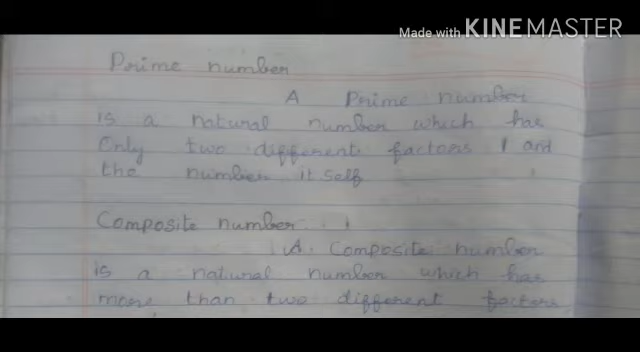 Made with KINEMASTER
Prime number
A Prime number
is a natural number which has
Only two different factors 1 and
the number it self
Composite number
A Composite number
is a natural number which has
more than two different factors